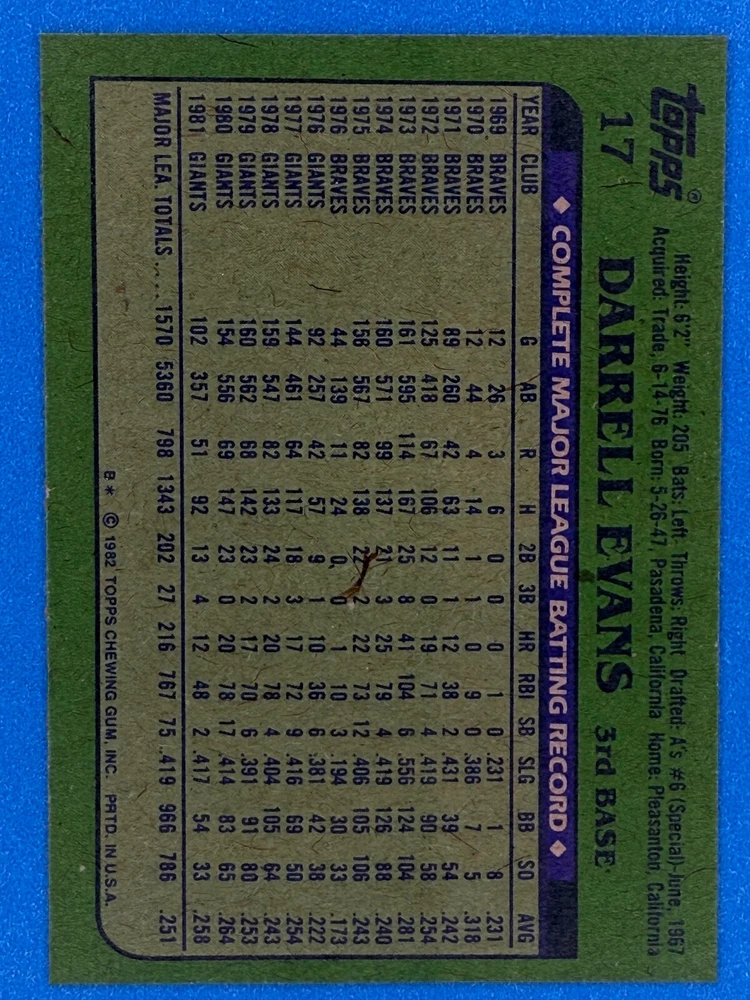 topps®
Height: 6'2" Weight: 205 Bats: Left Throws: Right Drafted: A's #6 (Special)-June, 1967
Acquired: Trade, 6-14-76 Born: 5-26-47, Pasadena, California Home: Pleasanton, California
17 DARRELL EVANS 3rd BASE
◆ COMPLETE MAJOR LEAGUE BATTING RECORD ◆
YEAR CLUB G AB R H 2B 3B HR RBI SB SLG BB SO AVG
1969 BRAVES 12 26 3 6 0 0 0 1 0 .231 1 8 .231
1970 BRAVES 12 44 4 14 1 1 0 9 0 .386 7 5 .318
1971 BRAVES 89 260 42 63 11 1 12 38 2 .431 39 54 .242
1972 BRAVES 125 418 67 106 12 0 19 71 4 .419 90 58 .254
1973 BRAVES 161 595 114 167 25 8 41 104 6 .556 124 104 .281
1974 BRAVES 160 571 99 137 21 3 25 79 4 .419 126 88 .240
1975 BRAVES 156 567 82 138 22 2 22 73 12 .406 105 106 .243
1976 BRAVES 44 139 11 24 0 0 1 10 3 .194 30 33 .173
1976 GIANTS 92 257 42 57 9 1 10 36 6 .381 42 38 .222
1977 GIANTS 144 461 64 117 18 3 17 72 9 .416 69 50 .254
1978 GIANTS 159 547 82 133 24 2 20 78 4 .404 105 64 .243
1979 GIANTS 160 562 68 142 23 2 17 70 6 .391 91 80 .253
1980 GIANTS 154 556 69 147 23 0 20 78 17 .414 83 65 .264
1981 GIANTS 102 357 51 92 13 4 12 48 2 .417 54 33 .258
MAJOR LEA. TOTALS .... 1570 5360 798 1343 202 27 216 767 75 .419 966 786 .251
B* © 1982 TOPPS CHEWING GUM, INC. PRTD. IN U.S.A.